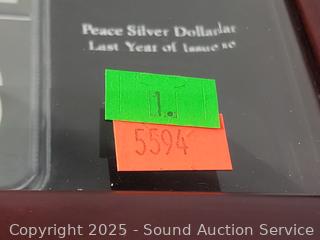 Peace Silver Dollar
Last Year of Issue
1.
5594
Copyright 2025 - Sound Auction Service